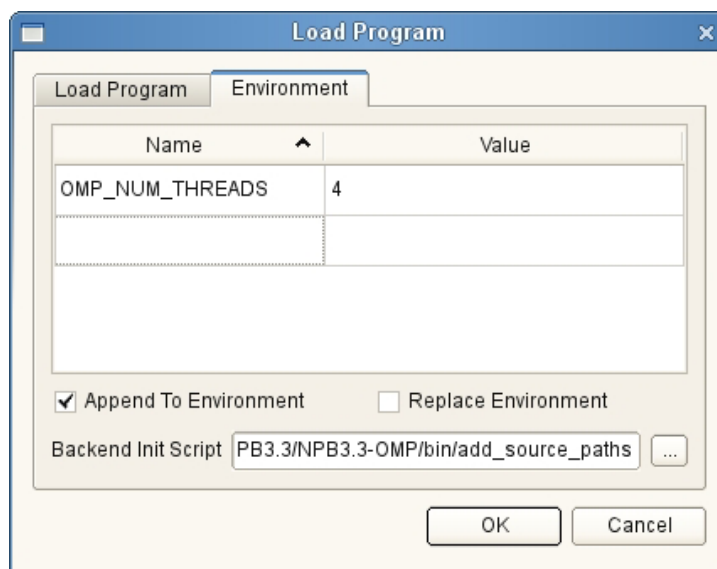 Load Program
Load Program Environment
Name Value
OMP_NUM_THREADS 4
Append To Environment Replace Environment
Backend Init Script PB3.3/NPB3.3-OMP/bin/add_source_paths ...
OK Cancel